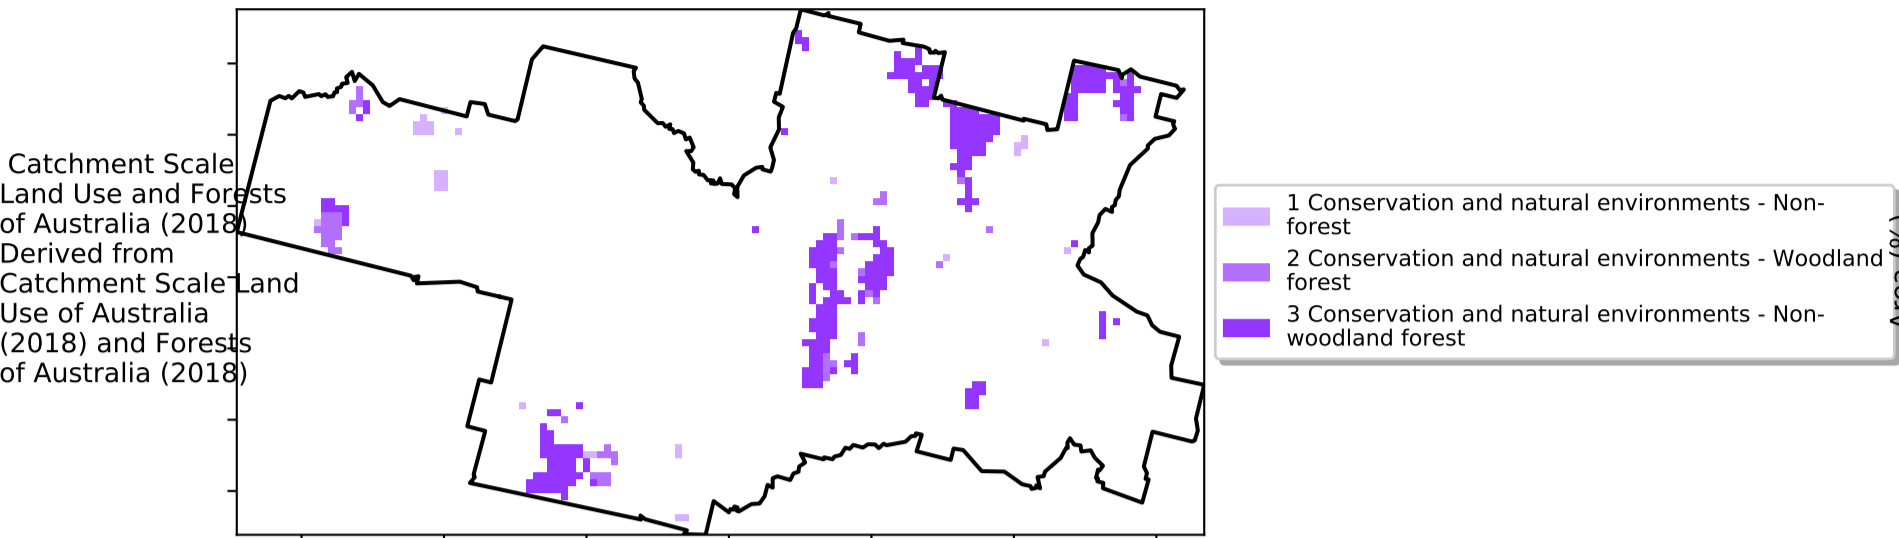 Catchment Scale
Land Use and Forests
of Australia (2018)
Derived from
Catchment Scale Land
Use of Australia
(2018) and Forests
of Australia (2018)
1 Conservation and natural environments - Non-
forest
2 Conservation and natural environments - Woodland
forest
3 Conservation and natural environments - Non-
woodland forest